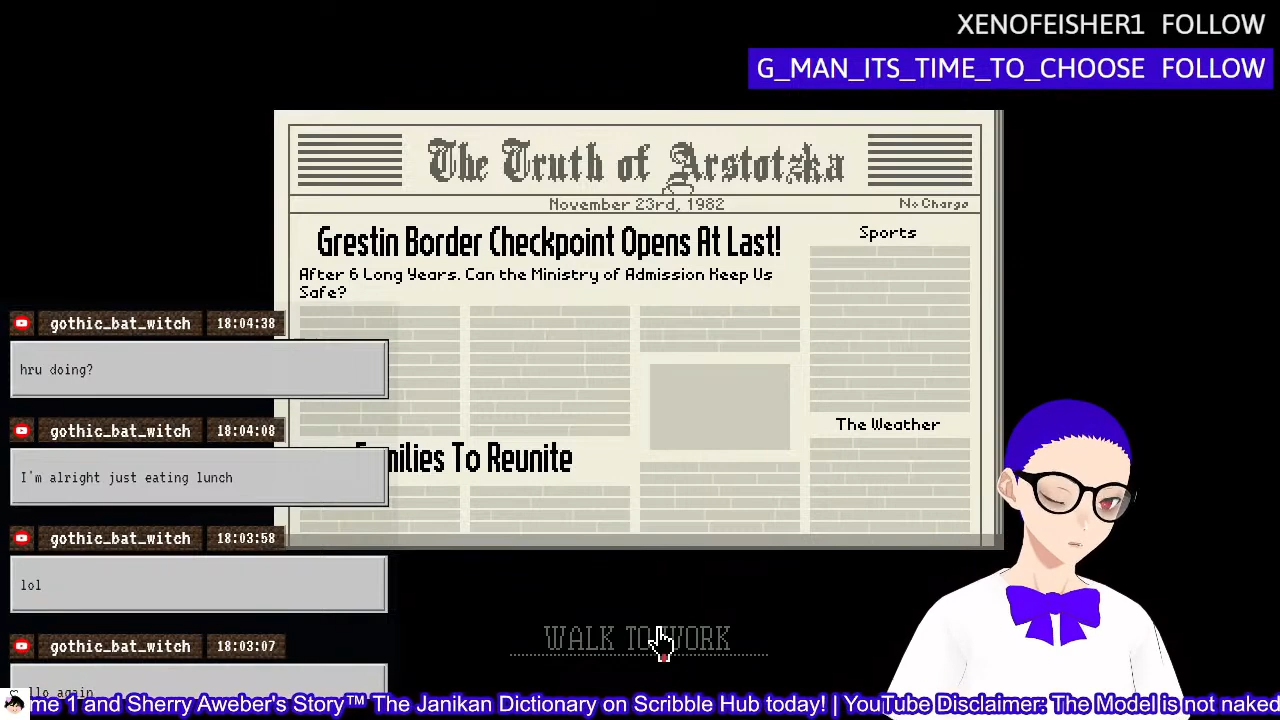 XENOFEISHER1 FOLLOW
G_MAN_ITS_TIME_TO_CHOOSE FOLLOW
The Truth of Arstotzka
November 23rd, 1982
No Charge
Grestin Border Checkpoint Opens At Last!
After 6 Long Years. Can the Ministry of Admission Keep Us
Safe?
Sports
The Weather
Families To Reunite
gothic_bat_witch 18:04:38
hru doing?
gothic_bat_witch 18:04:08
I'm alright just eating lunch
gothic_bat_witch 18:03:58
lol
gothic_bat_witch 18:03:07
llo again
WALK TO WORK
me 1 and Sherry Aweber's Story™ The Janikan Dictionary on Scribble Hub today! | YouTube Disclaimer: The Model is not naked